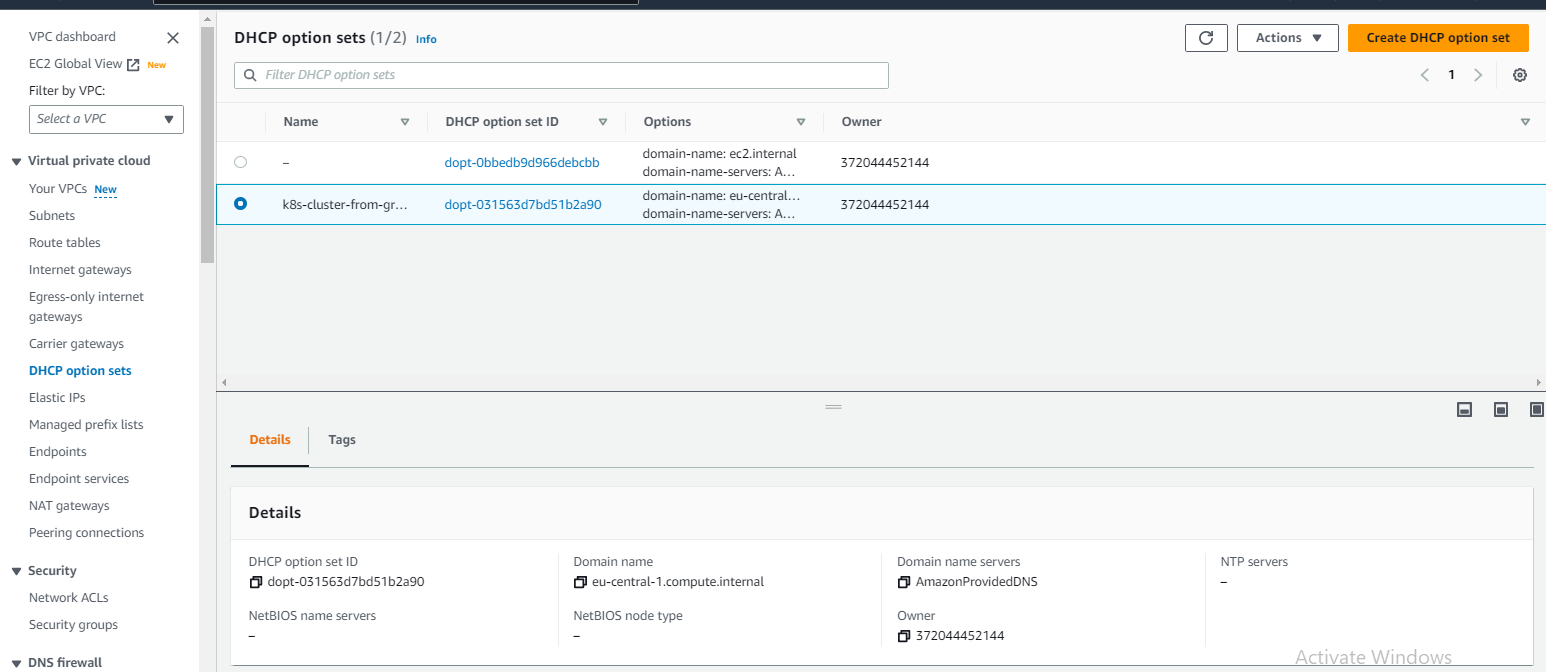 VPC dashboard
EC2 Global View New
Filter by VPC:
Select a VPC
Virtual private cloud
Your VPCs New
Subnets
Route tables
Internet gateways
Egress-only internet
gateways
Carrier gateways
DHCP option sets
Elastic IPs
Managed prefix lists
Endpoints
Endpoint services
NAT gateways
Peering connections
Security
Network ACLs
Security groups
DNS firewall
DHCP option sets (1/2) Info
Actions
Create DHCP option set
Filter DHCP option sets
1
Name DHCP option set ID Options Owner
– dopt-0bbedb9d966debcbb domain-name: ec2.internal 372044452144
domain-name-servers: A...
k8s-cluster-from-gr... dopt-031563d7bd51b2a90 domain-name: eu-central... 372044452144
domain-name-servers: A...
Details Tags
Details
DHCP option set ID Domain name Domain name servers NTP servers
dopt-031563d7bd51b2a90 eu-central-1.compute.internal AmazonProvidedDNS –
NetBIOS name servers NetBIOS node type Owner
– – 372044452144
Activate Windows